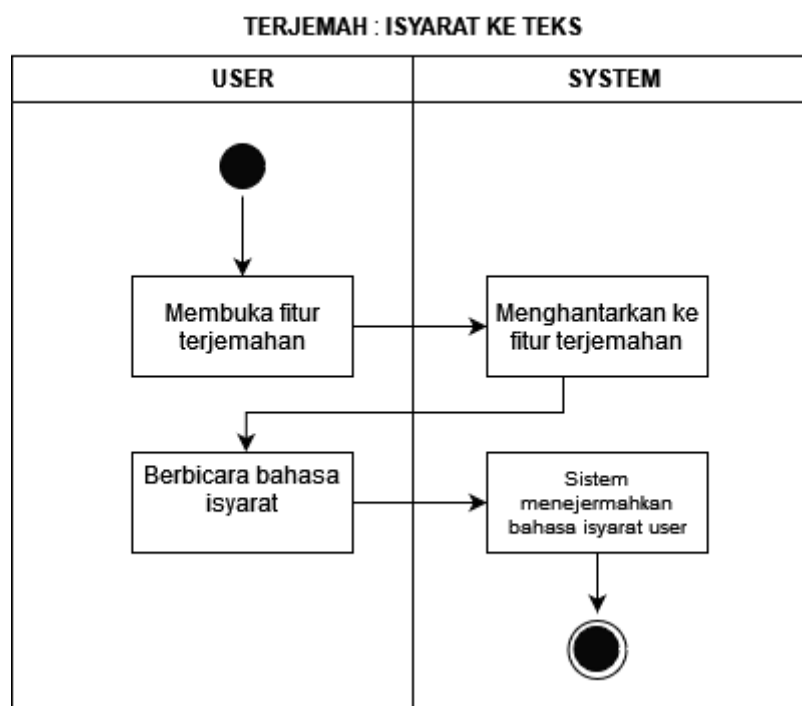 TERJEMAH : ISYARAT KE TEKS
USER
SYSTEM
Membuka fitur
terjemahan
Menghantarkan ke
fitur terjemahan
Berbicara bahasa
isyarat
Sistem
menejermahkan
bahasa isyarat user